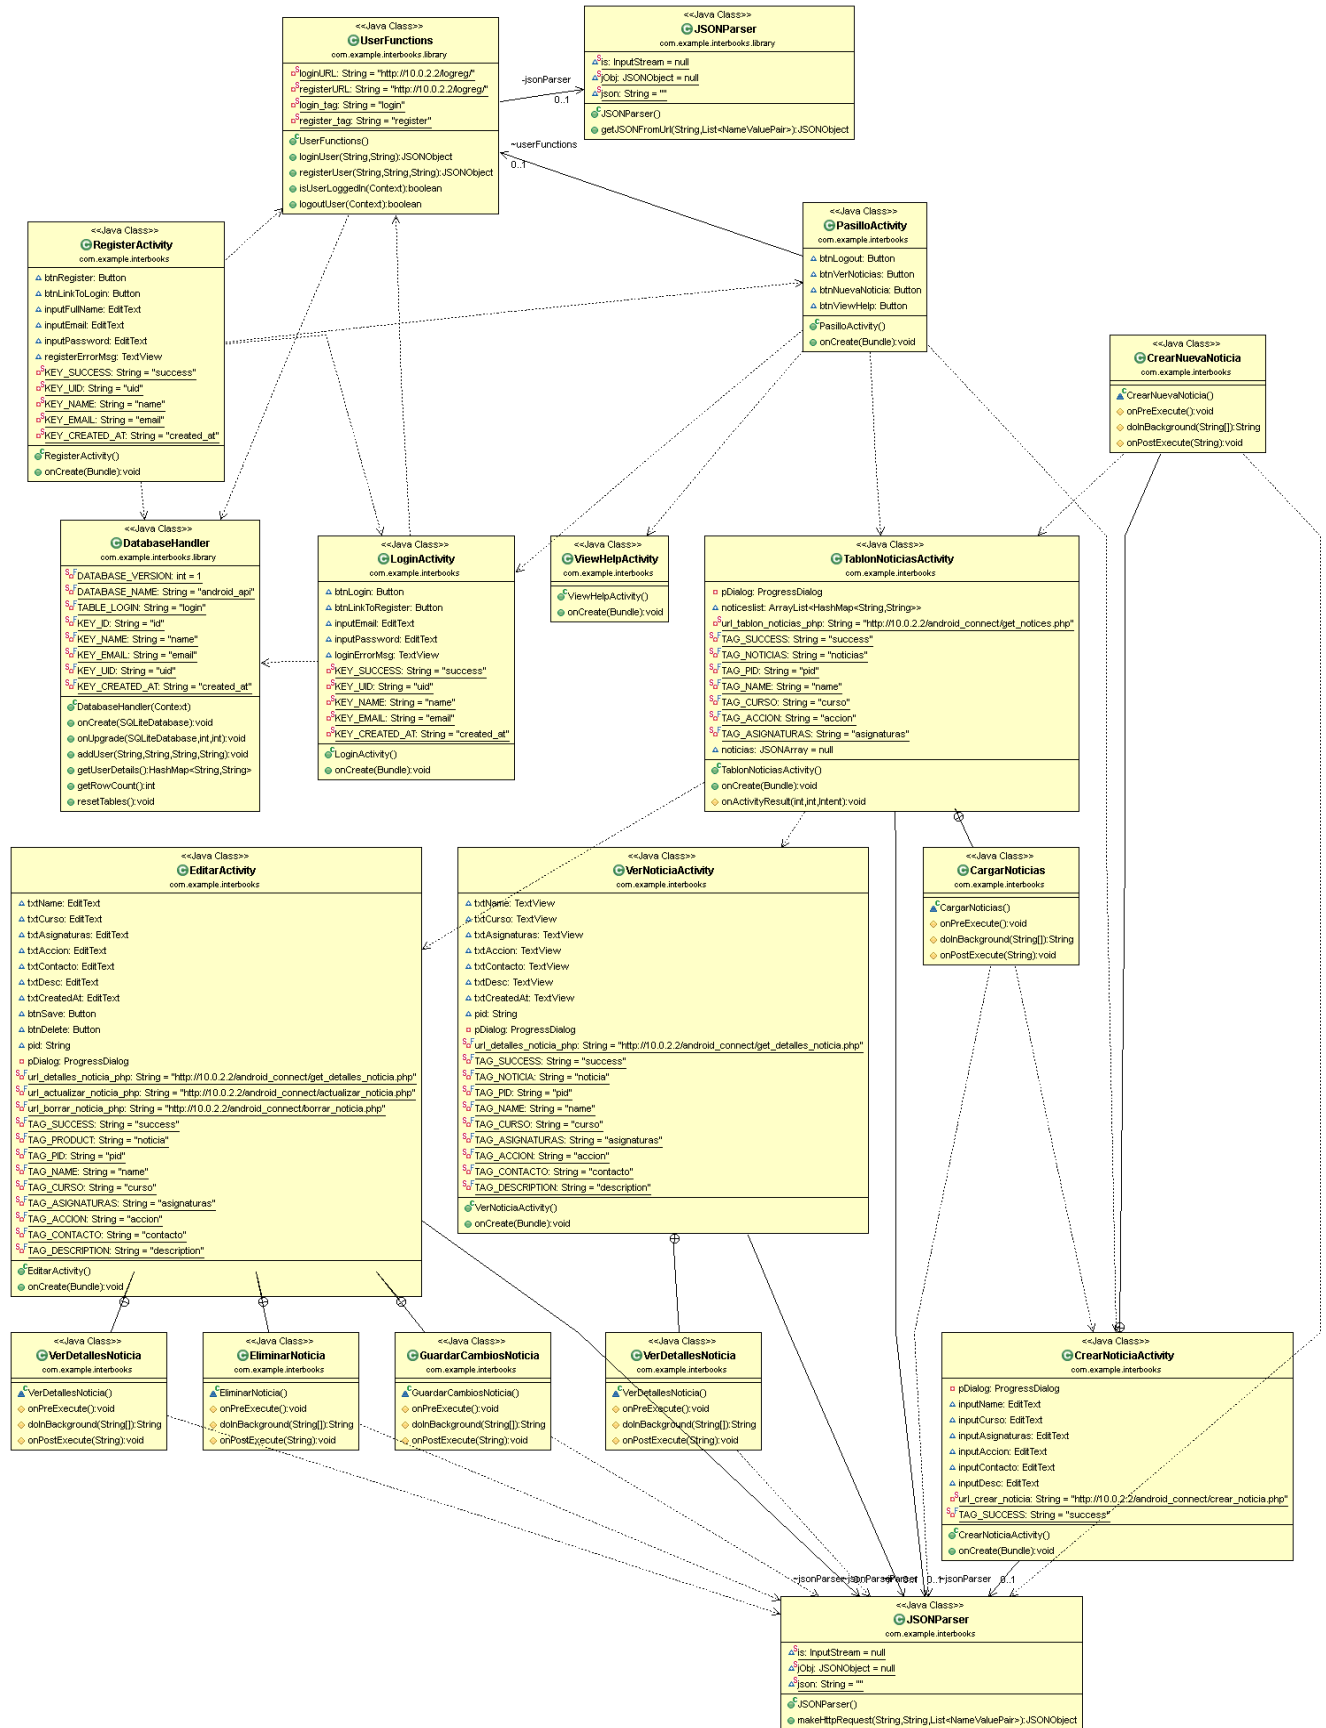 <<Java Class>>
UserFunctions
com.example.interbooks.library
loginURL: String = "http://10.0.2.2/logreg/"
registerURL: String = "http://10.0.2.2/logreg/"
login_tag: String = "login"
register_tag: String = "register"
UserFunctions()
loginUser(String,String):JSONObject
registerUser(String,String,String):JSONObject
isUserLoggedIn(Context):boolean
logoutUser(Context):boolean
-jsonParser
0..1
<<Java Class>>
JSONParser
com.example.interbooks.library
is: InputStream = null
jObj: JSONObject = null
json: String = ""
JSONParser()
getJSONFromUrl(String,List<NameValuePair>):JSONObject
~userFunctions
0..1
<<Java Class>>
RegisterActivity
com.example.interbooks
btnRegister: Button
btnLinkToLogin: Button
inputFullName: EditText
inputEmail: EditText
inputPassword: EditText
registerErrorMsg: TextView
KEY_SUCCESS: String = "success"
KEY_UID: String = "uid"
KEY_NAME: String = "name"
KEY_EMAIL: String = "email"
KEY_CREATED_AT: String = "created_at"
RegisterActivity()
onCreate(Bundle):void
<<Java Class>>
PasilloActivity
com.example.interbooks
btnLogout: Button
btnVerNoticias: Button
btnNuevaNoticia: Button
btnViewHelp: Button
PasilloActivity()
onCreate(Bundle):void
<<Java Class>>
CrearNuevaNoticia
com.example.interbooks
CrearNuevaNoticia()
onPreExecute():void
doInBackground(String[]):String
onPostExecute(String):void
<<Java Class>>
DatabaseHandler
com.example.interbooks.library
DATABASE_VERSION: int = 1
DATABASE_NAME: String = "android_api"
TABLE_LOGIN: String = "login"
KEY_ID: String = "id"
KEY_NAME: String = "name"
KEY_EMAIL: String = "email"
KEY_UID: String = "uid"
KEY_CREATED_AT: String = "created_at"
DatabaseHandler(Context)
onCreate(SQLiteDatabase):void
onUpgrade(SQLiteDatabase,int,int):void
addUser(String,String,String,String):void
getUserDetails():HashMap<String,String>
getRowCount():int
resetTables():void
<<Java Class>>
LoginActivity
com.example.interbooks
btnLogin: Button
btnLinkToRegister: Button
inputEmail: EditText
inputPassword: EditText
loginErrorMsg: TextView
KEY_SUCCESS: String = "success"
KEY_UID: String = "uid"
KEY_NAME: String = "name"
KEY_EMAIL: String = "email"
KEY_CREATED_AT: String = "created_at"
LoginActivity()
onCreate(Bundle):void
<<Java Class>>
ViewHelpActivity
com.example.interbooks
ViewHelpActivity()
onCreate(Bundle):void
<<Java Class>>
TablonNoticiasActivity
com.example.interbooks
pDialog: ProgressDialog
noticeslist: ArrayList<HashMap<String,String>>
url_tablon_noticias_php: String = "http://10.0.2.2/android_connect/get_notices.php"
TAG_SUCCESS: String = "success"
TAG_NOTICIAS: String = "noticias"
TAG_PID: String = "pid"
TAG_NAME: String = "name"
TAG_CURSO: String = "curso"
TAG_ACCION: String = "accion"
TAG_ASIGNATURAS: String = "asignaturas"
noticias: JSONArray = null
TablonNoticiasActivity()
onCreate(Bundle):void
onActivityResult(int,int,Intent):void
<<Java Class>>
EditarActivity
com.example.interbooks
txtName: EditText
txtCurso: EditText
txtAsignaturas: EditText
txtAccion: EditText
txtContacto: EditText
txtDesc: EditText
txtCreatedAt: EditText
btnSave: Button
btnDelete: Button
pid: String
pDialog: ProgressDialog
url_detalles_noticia_php: String = "http://10.0.2.2/android_connect/get_detalles_noticia.php"
url_actualizar_noticia_php: String = "http://10.0.2.2/android_connect/actualizar_noticia.php"
url_borrar_noticia_php: String = "http://10.0.2.2/android_connect/borrar_noticia.php"
TAG_SUCCESS: String = "success"
TAG_PRODUCT: String = "noticia"
TAG_PID: String = "pid"
TAG_NAME: String = "name"
TAG_CURSO: String = "curso"
TAG_ASIGNATURAS: String = "asignaturas"
TAG_ACCION: String = "accion"
TAG_CONTACTO: String = "contacto"
TAG_DESCRIPTION: String = "description"
EditarActivity()
onCreate(Bundle):void
<<Java Class>>
VerNoticiaActivity
com.example.interbooks
txtName: TextView
txtCurso: TextView
txtAsignaturas: TextView
txtAccion: TextView
txtContacto: TextView
txtDesc: TextView
txtCreatedAt: TextView
pid: String
pDialog: ProgressDialog
url_detalles_noticia_php: String = "http://10.0.2.2/android_connect/get_detalles_noticia.php"
TAG_SUCCESS: String = "success"
TAG_NOTICIA: String = "noticia"
TAG_PID: String = "pid"
TAG_NAME: String = "name"
TAG_CURSO: String = "curso"
TAG_ASIGNATURAS: String = "asignaturas"
TAG_ACCION: String = "accion"
TAG_CONTACTO: String = "contacto"
TAG_DESCRIPTION: String = "description"
VerNoticiaActivity()
onCreate(Bundle):void
<<Java Class>>
CargarNoticias
com.example.interbooks
CargarNoticias()
onPreExecute():void
doInBackground(String[]):String
onPostExecute(String):void
<<Java Class>>
VerDetallesNoticia
com.example.interbooks
VerDetallesNoticia()
onPreExecute():void
doInBackground(String[]):String
onPostExecute(String):void
<<Java Class>>
EliminarNoticia
com.example.interbooks
EliminarNoticia()
onPreExecute():void
doInBackground(String[]):String
onPostExecute(String):void
<<Java Class>>
GuardarCambiosNoticia
com.example.interbooks
GuardarCambiosNoticia()
onPreExecute():void
doInBackground(String[]):String
onPostExecute(String):void
<<Java Class>>
VerDetallesNoticia
com.example.interbooks
VerDetallesNoticia()
onPreExecute():void
doInBackground(String[]):String
onPostExecute(String):void
<<Java Class>>
CrearNoticiaActivity
com.example.interbooks
pDialog: ProgressDialog
inputName: EditText
inputCurso: EditText
inputAsignaturas: EditText
inputAccion: EditText
inputContacto: EditText
inputDesc: EditText
url_crear_noticia: String = "http://10.0.2.2/android_connect/crear_noticia.php"
TAG_SUCCESS: String = "success"
CrearNoticiaActivity()
onCreate(Bundle):void
~jsonParser
0..1
~jsonParser
0..1
<<Java Class>>
JSONParser
com.example.interbooks
is: InputStream = null
jObj: JSONObject = null
json: String = ""
JSONParser()
makeHttpRequest(String,String,List<NameValuePair>):JSONObject